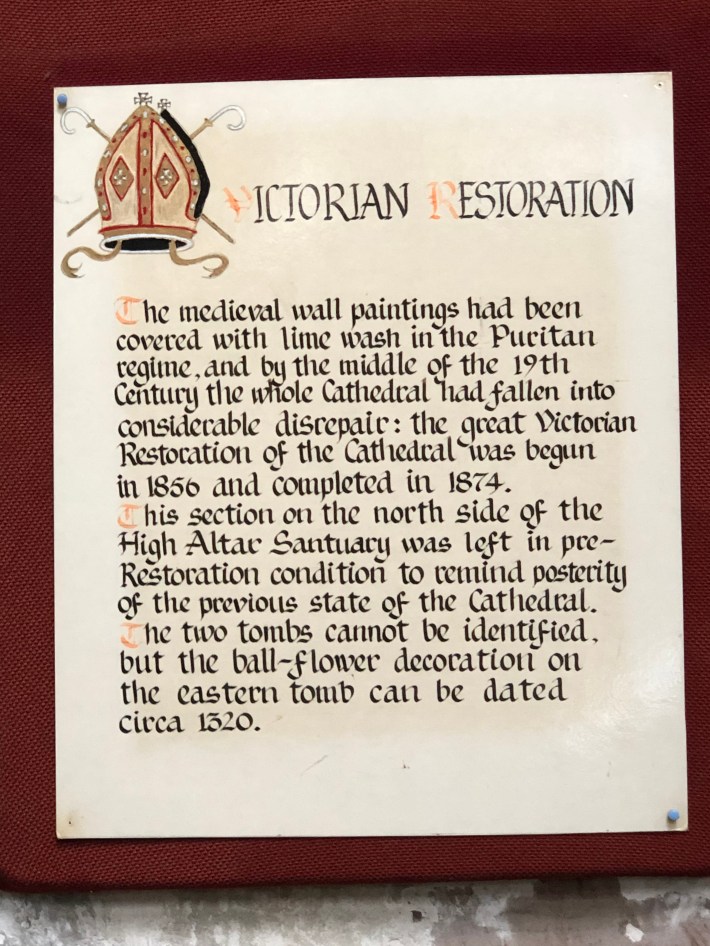 VICTORIAN RESTORATION
The medieval wall paintings had been
covered with lime wash in the Puritan
regime, and by the middle of the 19th
Century the whole Cathedral had fallen into
considerable disrepair: the great Victorian
Restoration of the Cathedral was begun
in 1856 and completed in 1874.
This section on the north side of the
High Altar Santuary was left in pre-
Restoration condition to remind posterity
of the previous state of the Cathedral.
The two tombs cannot be identified,
but the ball-flower decoration on
the eastern tomb can be dated
circa 1320.